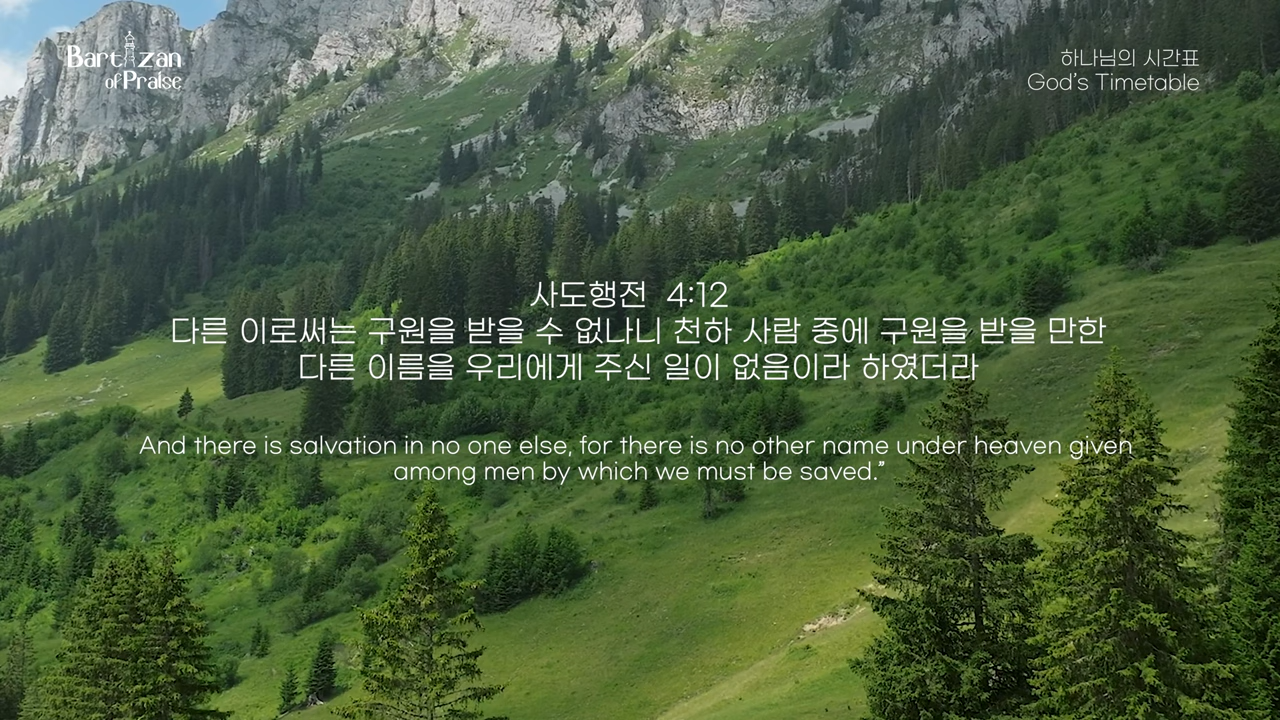 Bartizan
of Praise
하나님의 시간표
God's Timetable
사도행전 4:12
다른 이로써는 구원을 받을 수 없나니 천하 사람 중에 구원을 받을 만한
다른 이름을 우리에게 주신 일이 없음이라 하였더라
And there is salvation in no one else, for there is no other name under heaven given
among men by which we must be saved.”